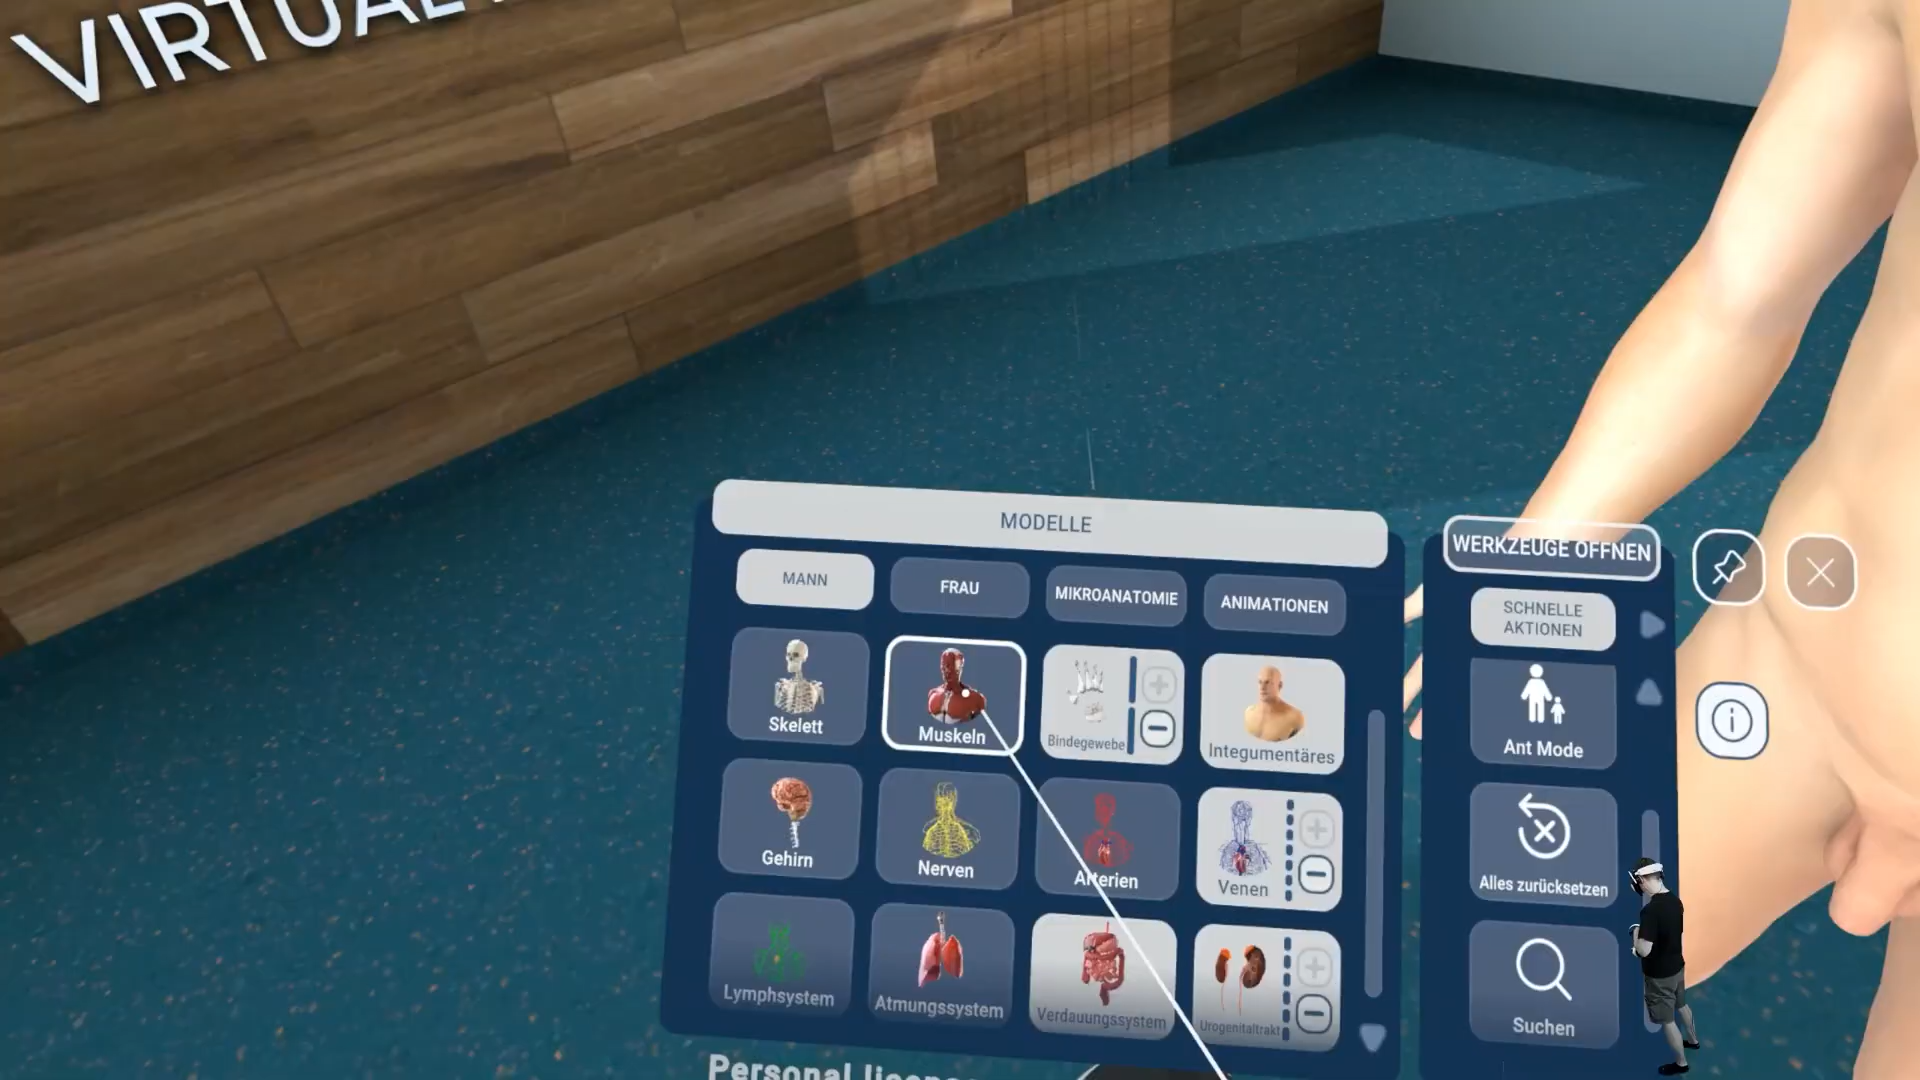 VIRTUAL
MODELLE
MANN
FRAU
MIKROANATOMIE
ANIMATIONEN
Skelett
Muskeln
Bindegewebe
Integumentäres
Gehirn
Nerven
Arterien
Venen
Lymphsystem
Atmungssystem
Verdauungssystem
Urogenitaltrakt
Personal
WERKZEUGE ÖFFNEN
SCHNELLE
AKTIONEN
Ant Mode
Alles zurücksetzen
Suchen